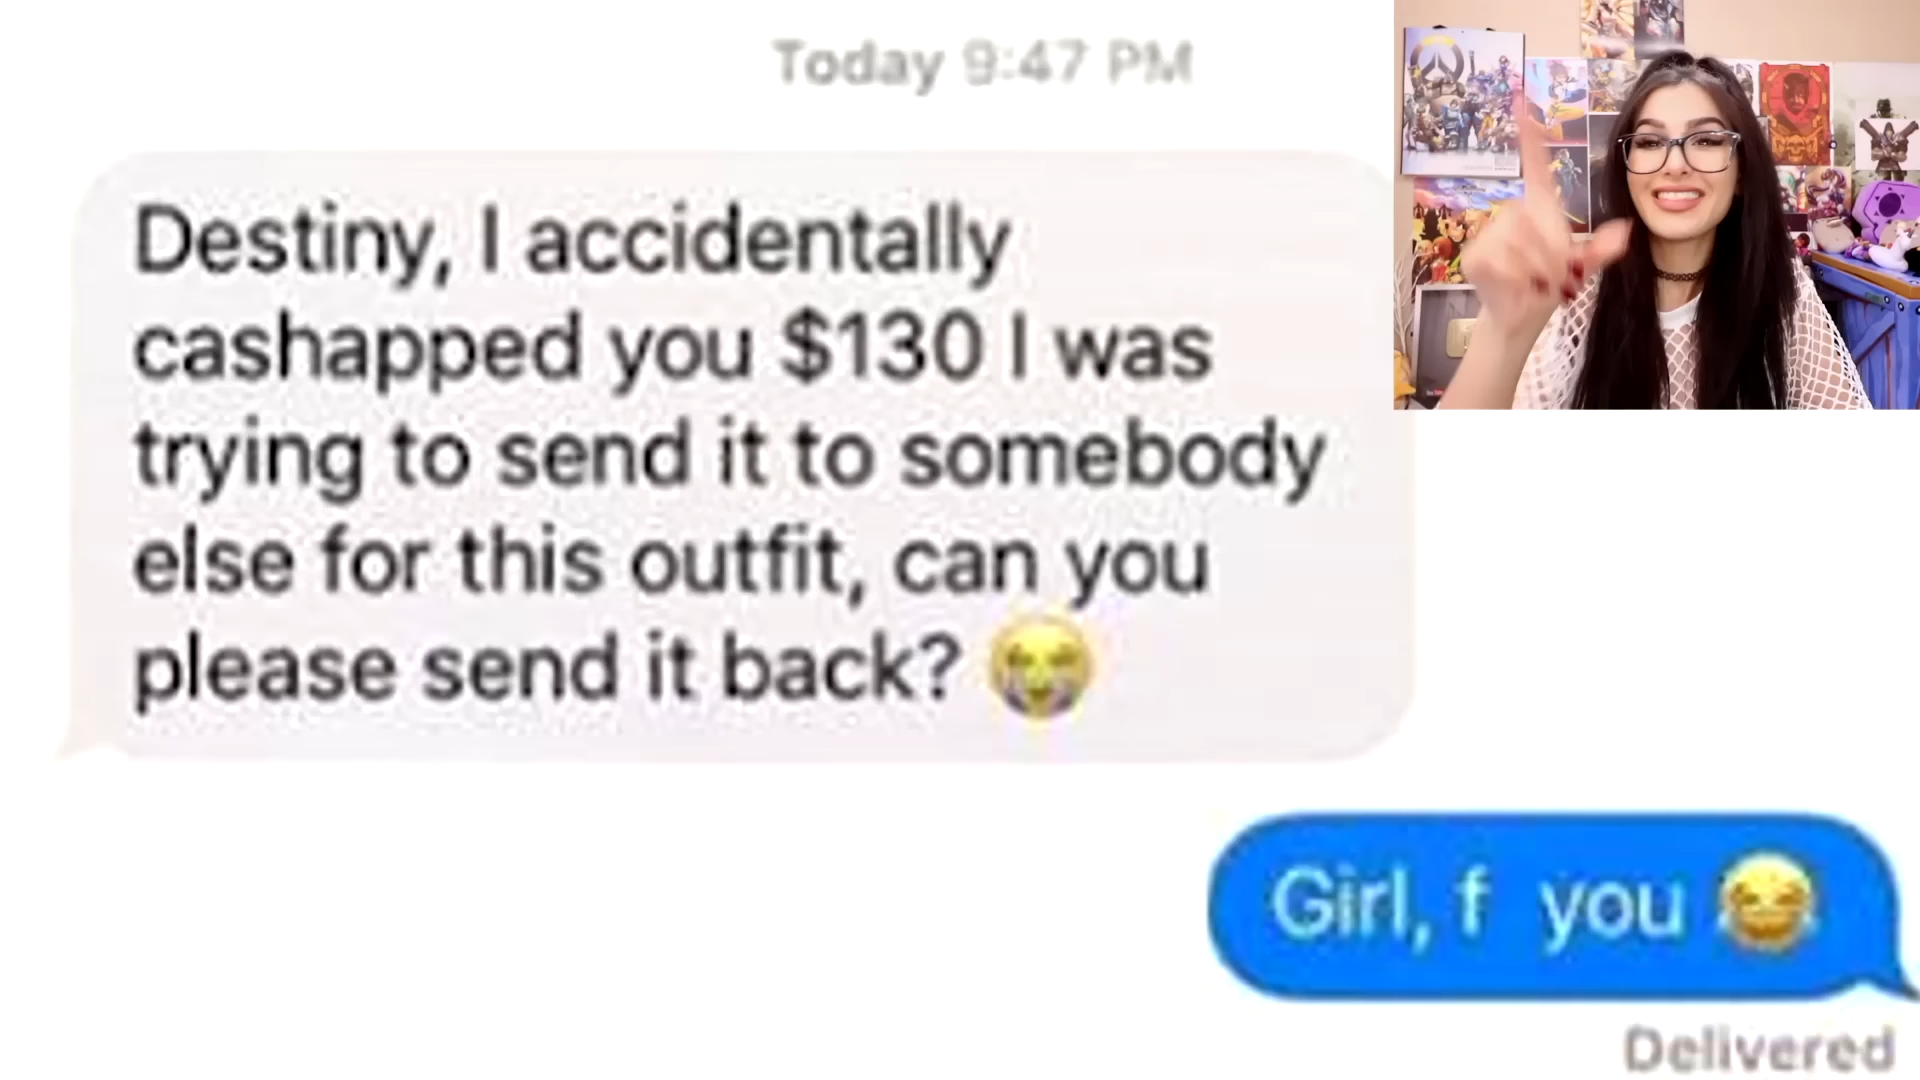 Today 9:47 PM
Destiny, I accidentally
cashapped you $130 I was
trying to send it to somebody
else for this outfit, can you
please send it back? 😭
Girl, f you 😂
Delivered